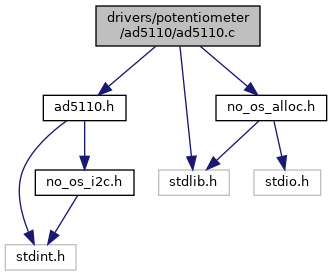 drivers/potentiometer
/ad5110/ad5110.c
ad5110.h
no_os_alloc.h
no_os_i2c.h
stdlib.h
stdio.h
stdint.h